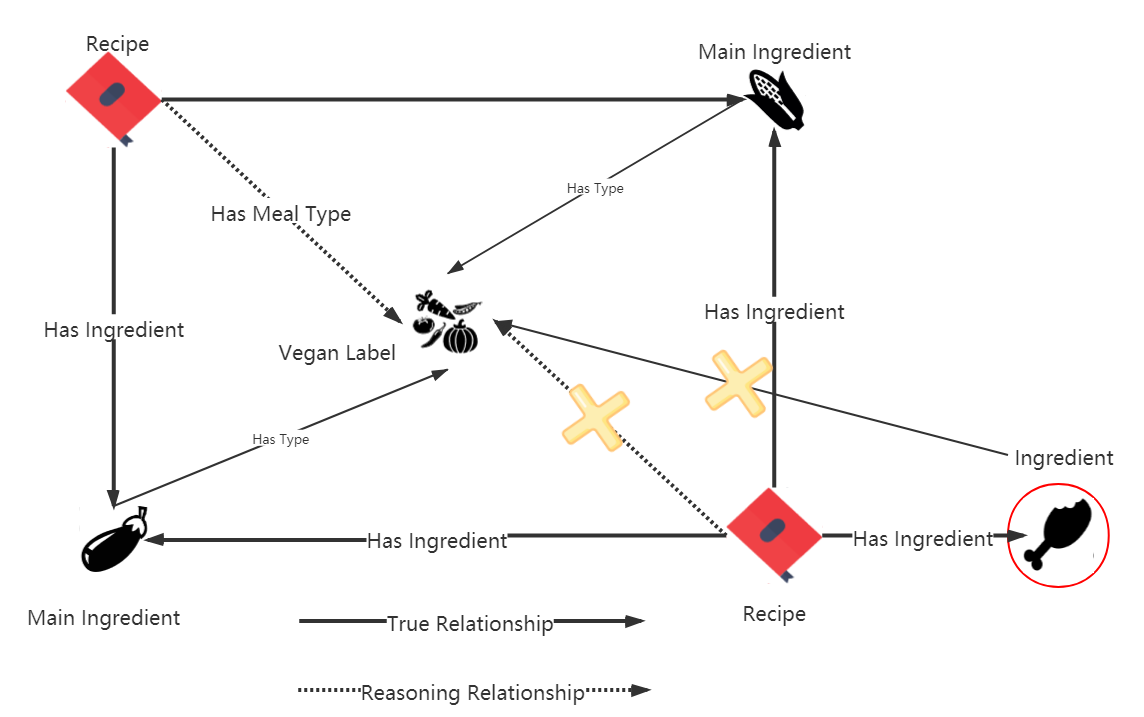 Recipe
Main Ingredient
Has Type
Has Meal Type
Has Ingredient
Has Ingredient
Vegan Label
Has Type
Ingredient
Has Ingredient
Has Ingredient
Main Ingredient
Recipe
True Relationship
Reasoning Relationship